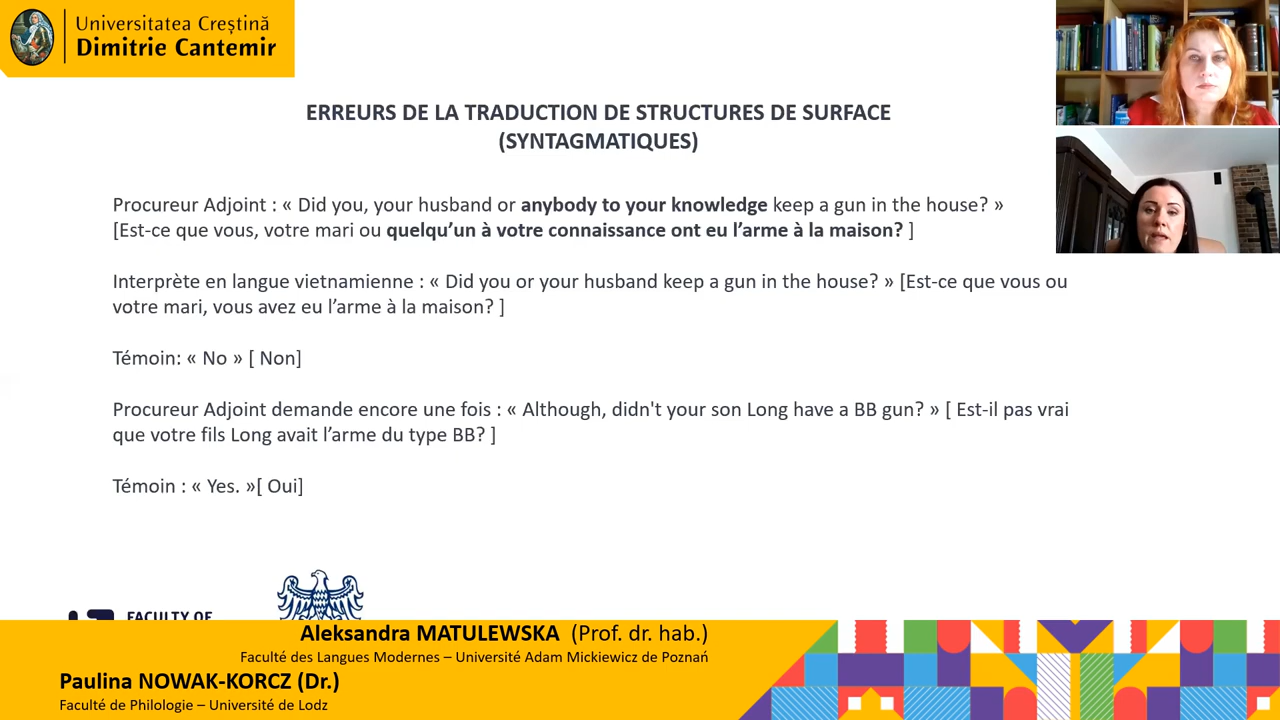 Universitatea Creștină
Dimitrie Cantemir
ERREURS DE LA TRADUCTION DE STRUCTURES DE SURFACE
(SYNTAGMATIQUES)
Procureur Adjoint : « Did you, your husband or anybody to your knowledge keep a gun in the house? »
[Est-ce que vous, votre mari ou quelqu’un à votre connaissance ont eu l’arme à la maison? ]
Interprète en langue vietnamienne : « Did you or your husband keep a gun in the house? » [Est-ce que vous ou
votre mari, vous avez eu l’arme à la maison? ]
Témoin: « No » [ Non]
Procureur Adjoint demande encore une fois : « Although, didn't your son Long have a BB gun? » [ Est-il pas vrai
que votre fils Long avait l’arme du type BB? ]
Témoin : « Yes. »[ Oui]
FACULTY OF
Aleksandra MATULEWSKA (Prof. dr. hab.)
Faculté des Langues Modernes – Université Adam Mickiewicz de Poznań
Paulina NOWAK-KORCZ (Dr.)
Faculté de Philologie – Université de Lodz